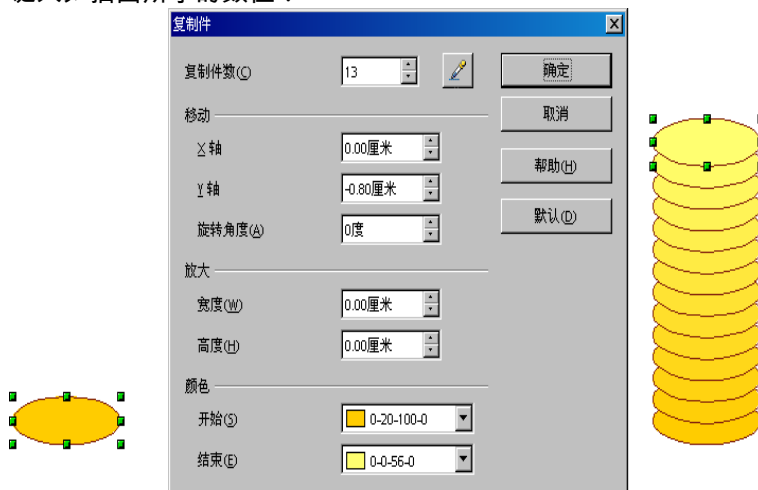 复制件
复制件数(C) 13 确定
移动 取消
X 轴 0.00厘米
帮助(H)
Y 轴 -0.80厘米
旋转角度(A) 0度 默认(D)
放大
宽度(W) 0.00厘米
高度(H) 0.00厘米
颜色
开始(S) 0-20-100-0
结束(E) 0-0-56-0